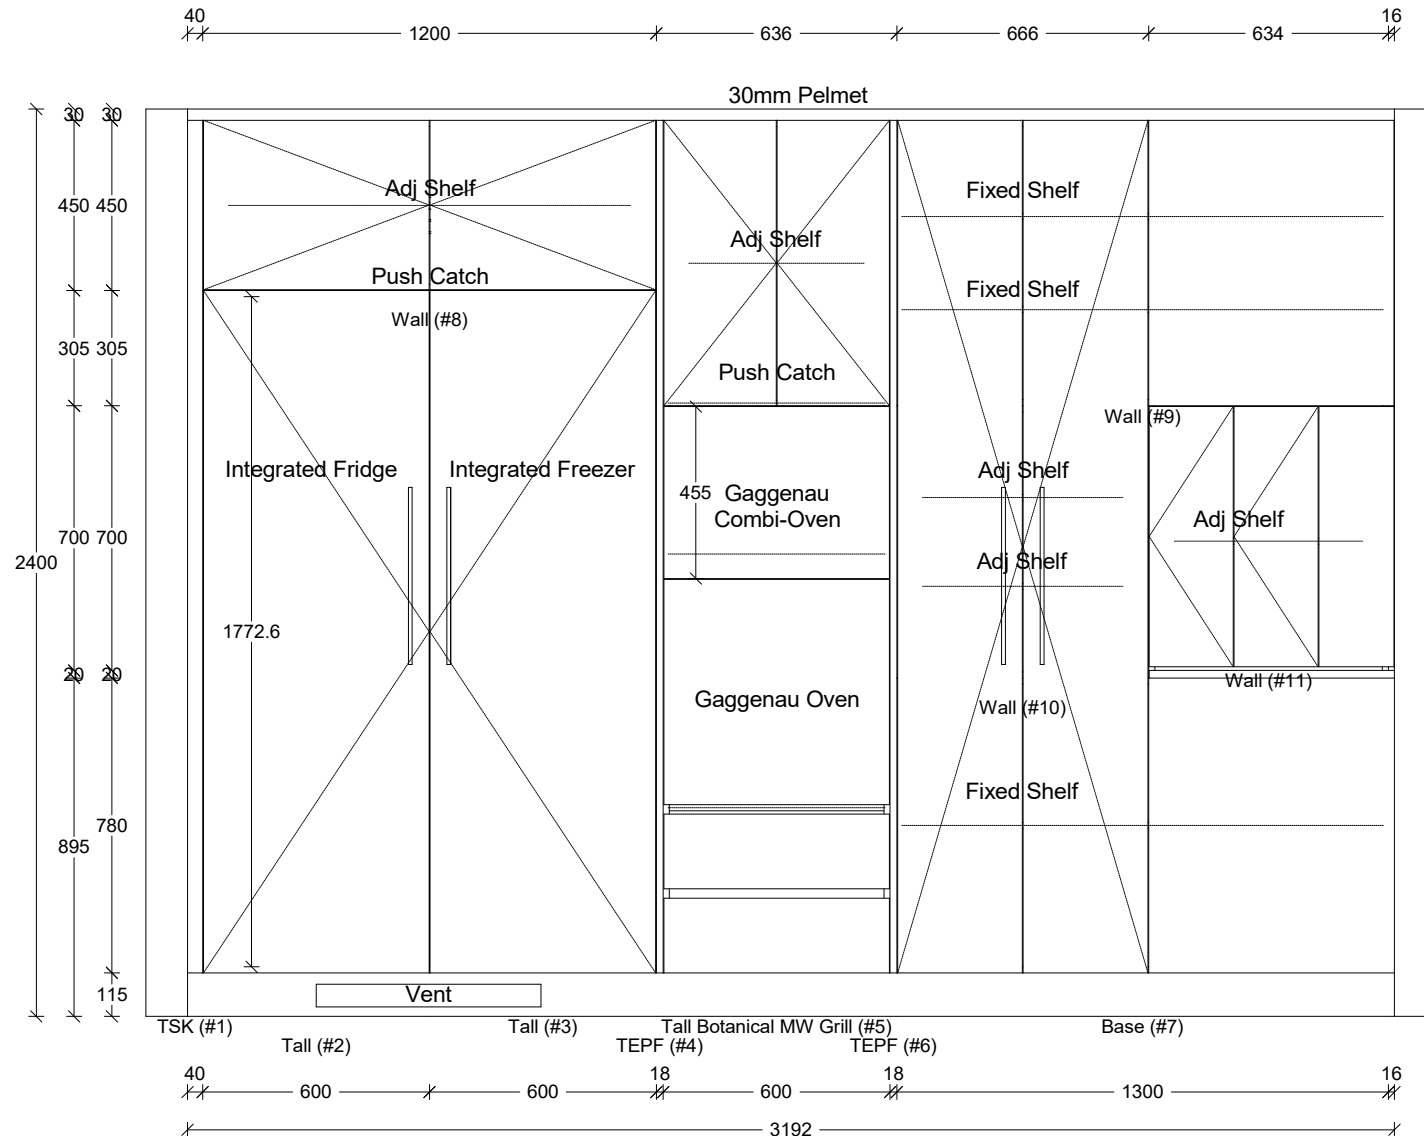 40 16
1200 636 666 634
30mm Pelmet
30 30
Adj Shelf Fixed Shelf
450 450
Adj Shelf
Push Catch Fixed Shelf
Wall (#8)
305 305
Push Catch
Wall (#9)
Integrated Fridge Integrated Freezer Adj Shelf
455 Gaggenau
Combi-Oven Adj Shelf
700 700
2400 Adj Shelf
1772.6
20 20
Wall (#11)
Gaggenau Oven Wall (#10)
Fixed Shelf
780
895
115 Vent
TSK (#1) Tall (#3) Tall Botanical MW Grill (#5) Base (#7)
Tall (#2) TEPF (#4) TEPF (#6)
40 18 18 16
600 600 600 1300
3192